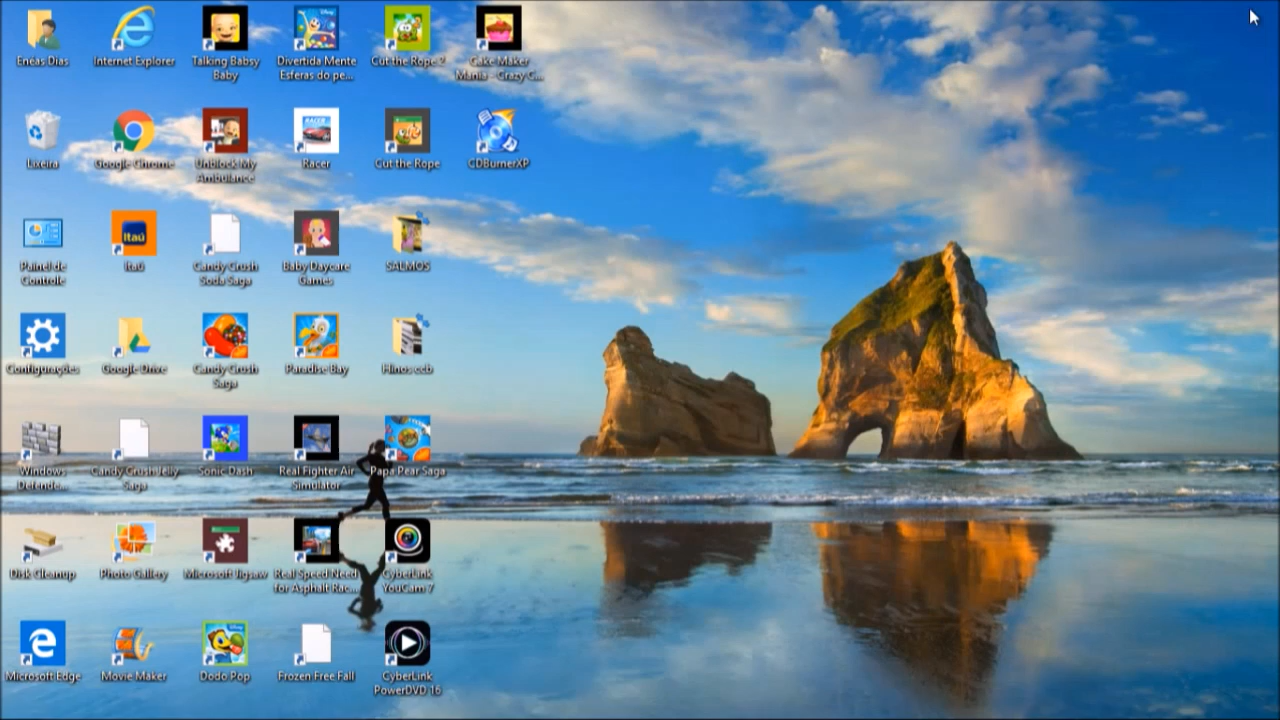 Enéas Dias
Internet Explorer
Talking Babsy
Baby
Divertida Mente
Esferas do pe...
Cut the Rope 2
Cake Maker
Mania - Crazy C...
Lixeira
Google Chrome
Unblock My
Ambulance
RACER
Racer
Cut the Rope
CDBurnerXP
Painel de
Controle
Itaú
Itaú
Candy Crush
Soda Saga
Baby Daycare
Games
SALMOS
Configurações
Google Drive
Candy Crush
Saga
Paradise Bay
Hinos ccb
Windows
Defende...
Candy Crush Jelly
Saga
Sonic Dash
Real Fighter Air
Simulator
Papa Pear Saga
Disk Cleanup
Photo Gallery
Microsoft Jigsaw
Real Speed Need
for Asphalt Rac...
CyberLink
YouCam 7
Microsoft Edge
Movie Maker
Dodo Pop
Frozen Free Fall
CyberLink
PowerDVD 16